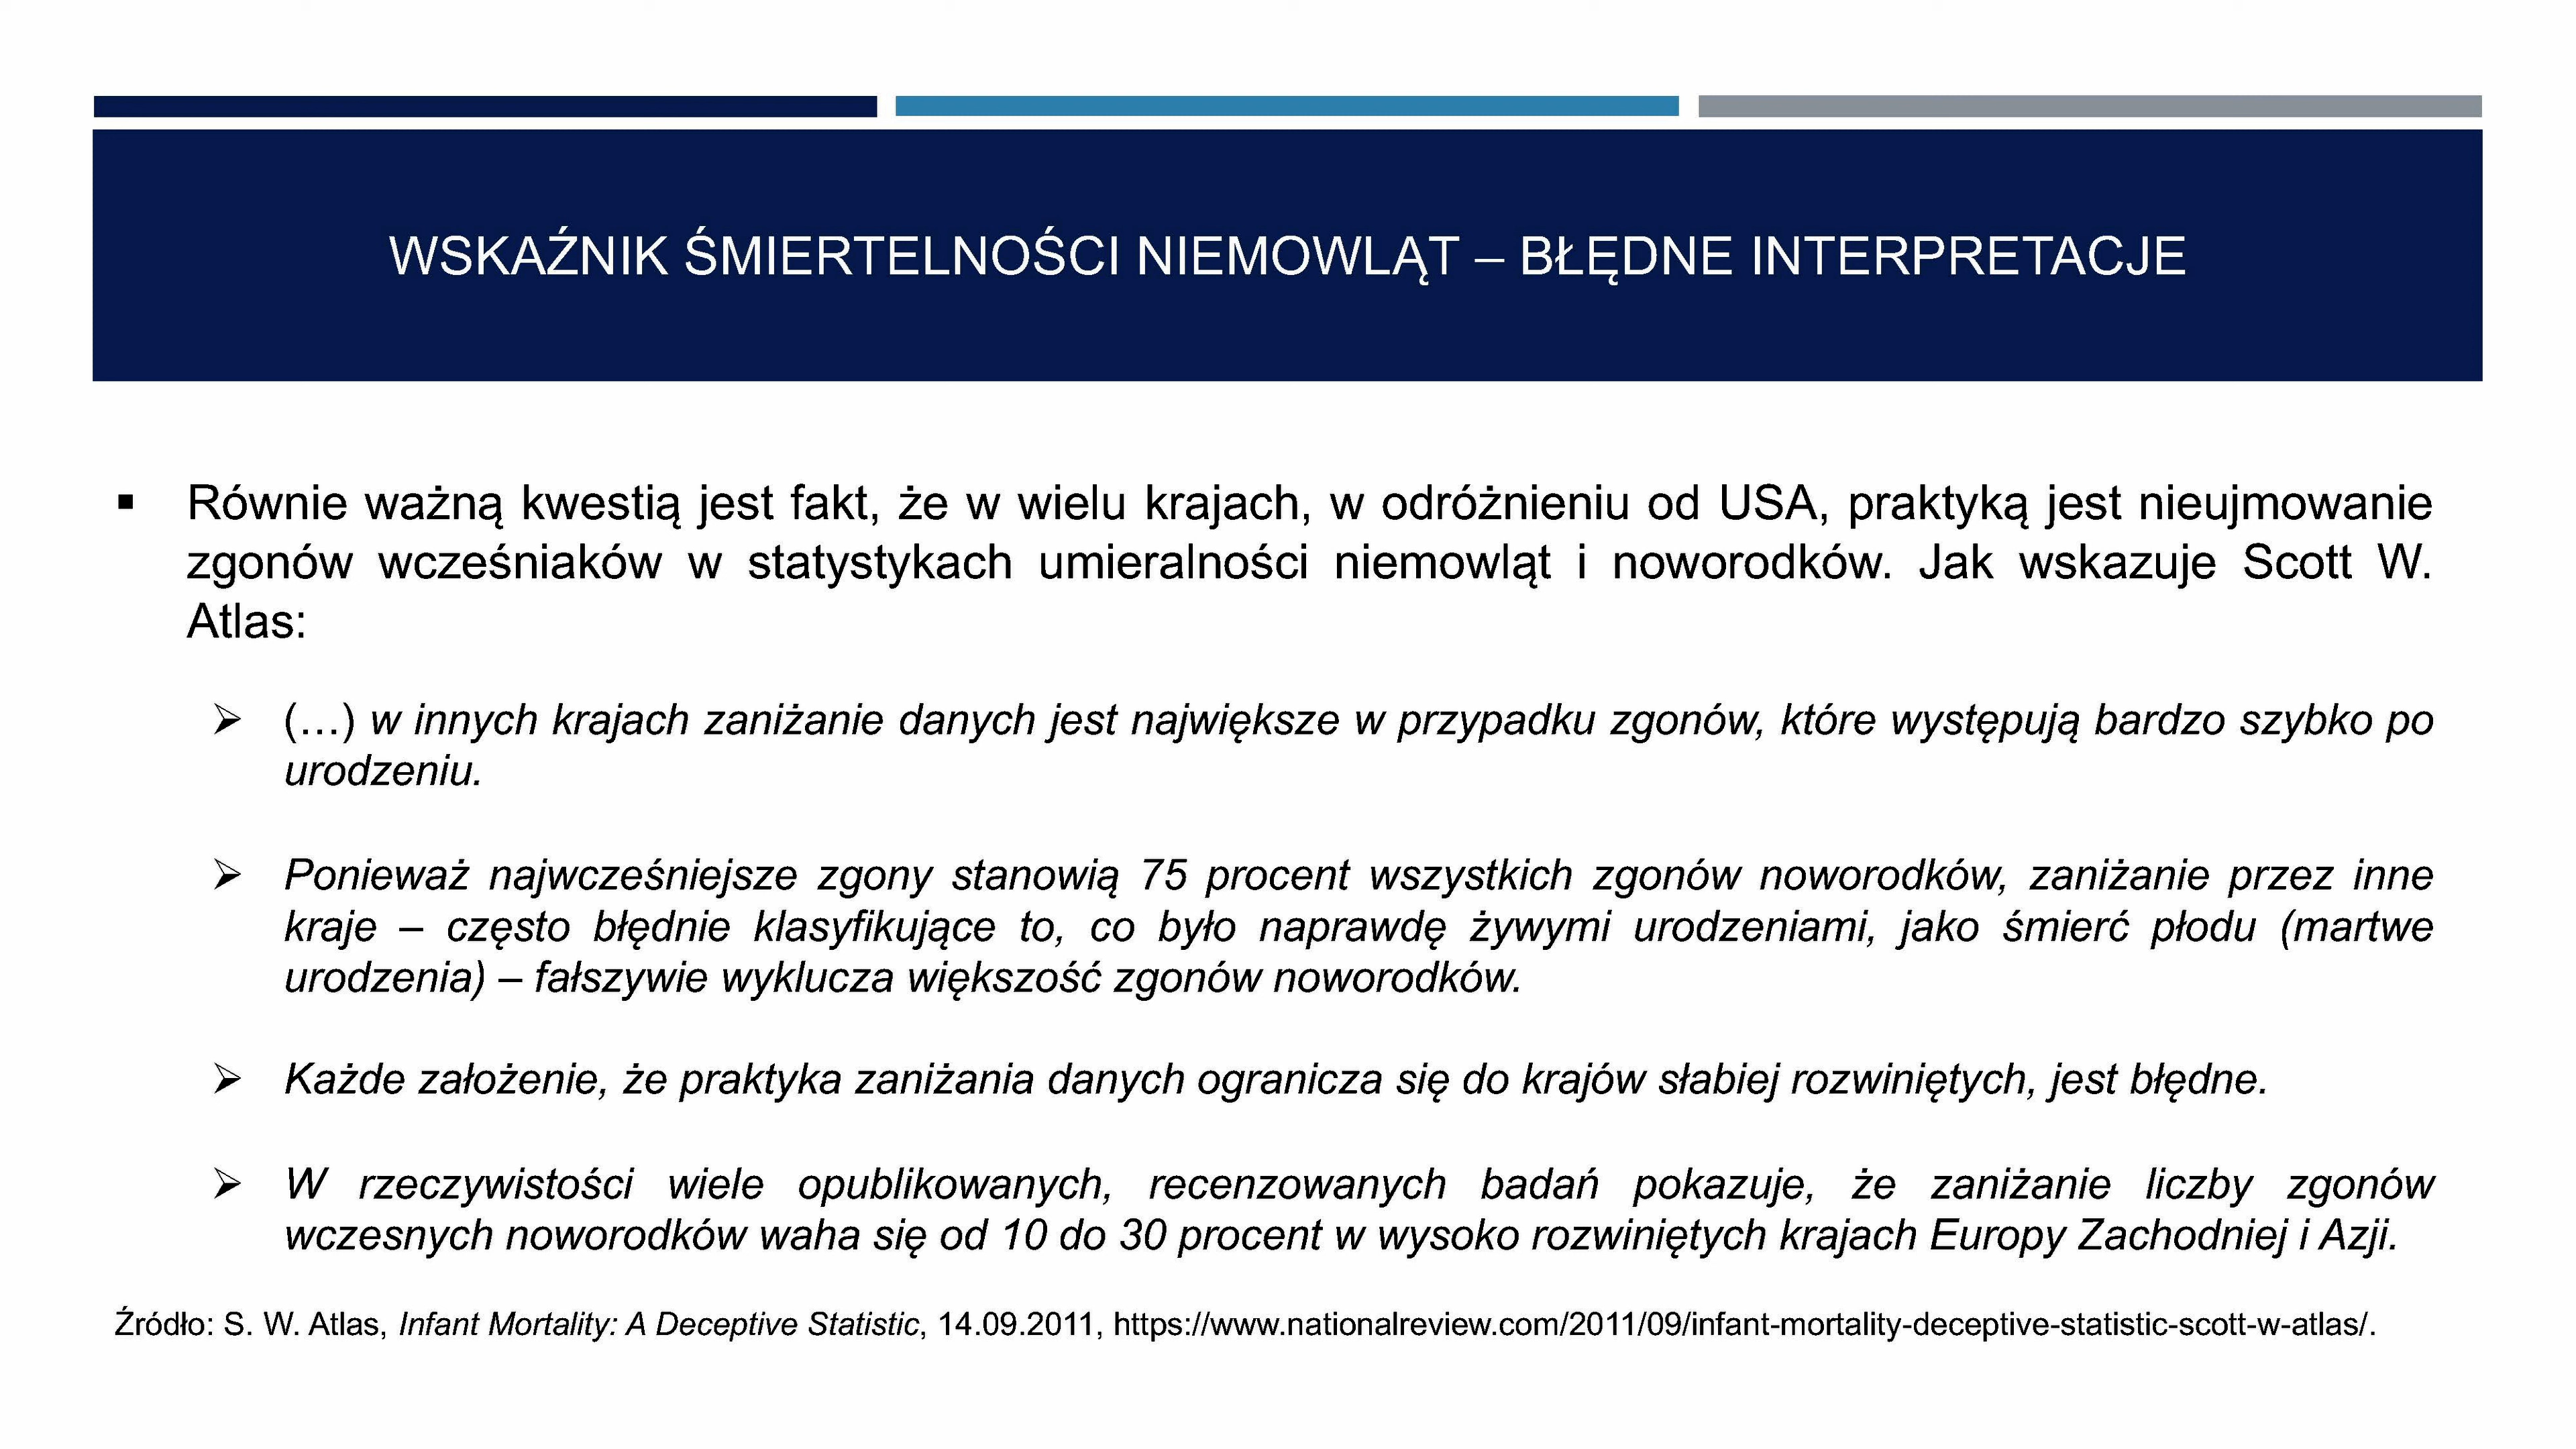 WSKAŹNIK ŚMIERTELNOŚCI NIEMOWLĄT – BŁĘDNE INTERPRETACJE
▪ Równie ważną kwestią jest fakt, że w wielu krajach, w odróżnieniu od USA, praktyką jest nieujmowanie
zgonów wcześniaków w statystykach umieralności niemowląt i noworodków. Jak wskazuje Scott W.
Atlas:
➢ (…) w innych krajach zaniżanie danych jest największe w przypadku zgonów, które występują bardzo szybko po
urodzeniu.
➢ Ponieważ najwcześniejsze zgony stanowią 75 procent wszystkich zgonów noworodków, zaniżanie przez inne
kraje – często błędnie klasyfikujące to, co było naprawdę żywymi urodzeniami, jako śmierć płodu (martwe
urodzenia) – fałszywie wyklucza większość zgonów noworodków.
➢ Każde założenie, że praktyka zaniżania danych ogranicza się do krajów słabiej rozwiniętych, jest błędne.
➢ W rzeczywistości wiele opublikowanych, recenzowanych badań pokazuje, że zaniżanie liczby zgonów
wczesnych noworodków waha się od 10 do 30 procent w wysoko rozwiniętych krajach Europy Zachodniej i Azji.
Źródło: S. W. Atlas, Infant Mortality: A Deceptive Statistic, 14.09.2011, https://www.nationalreview.com/2011/09/infant-mortality-deceptive-statistic-scott-w-atlas/.